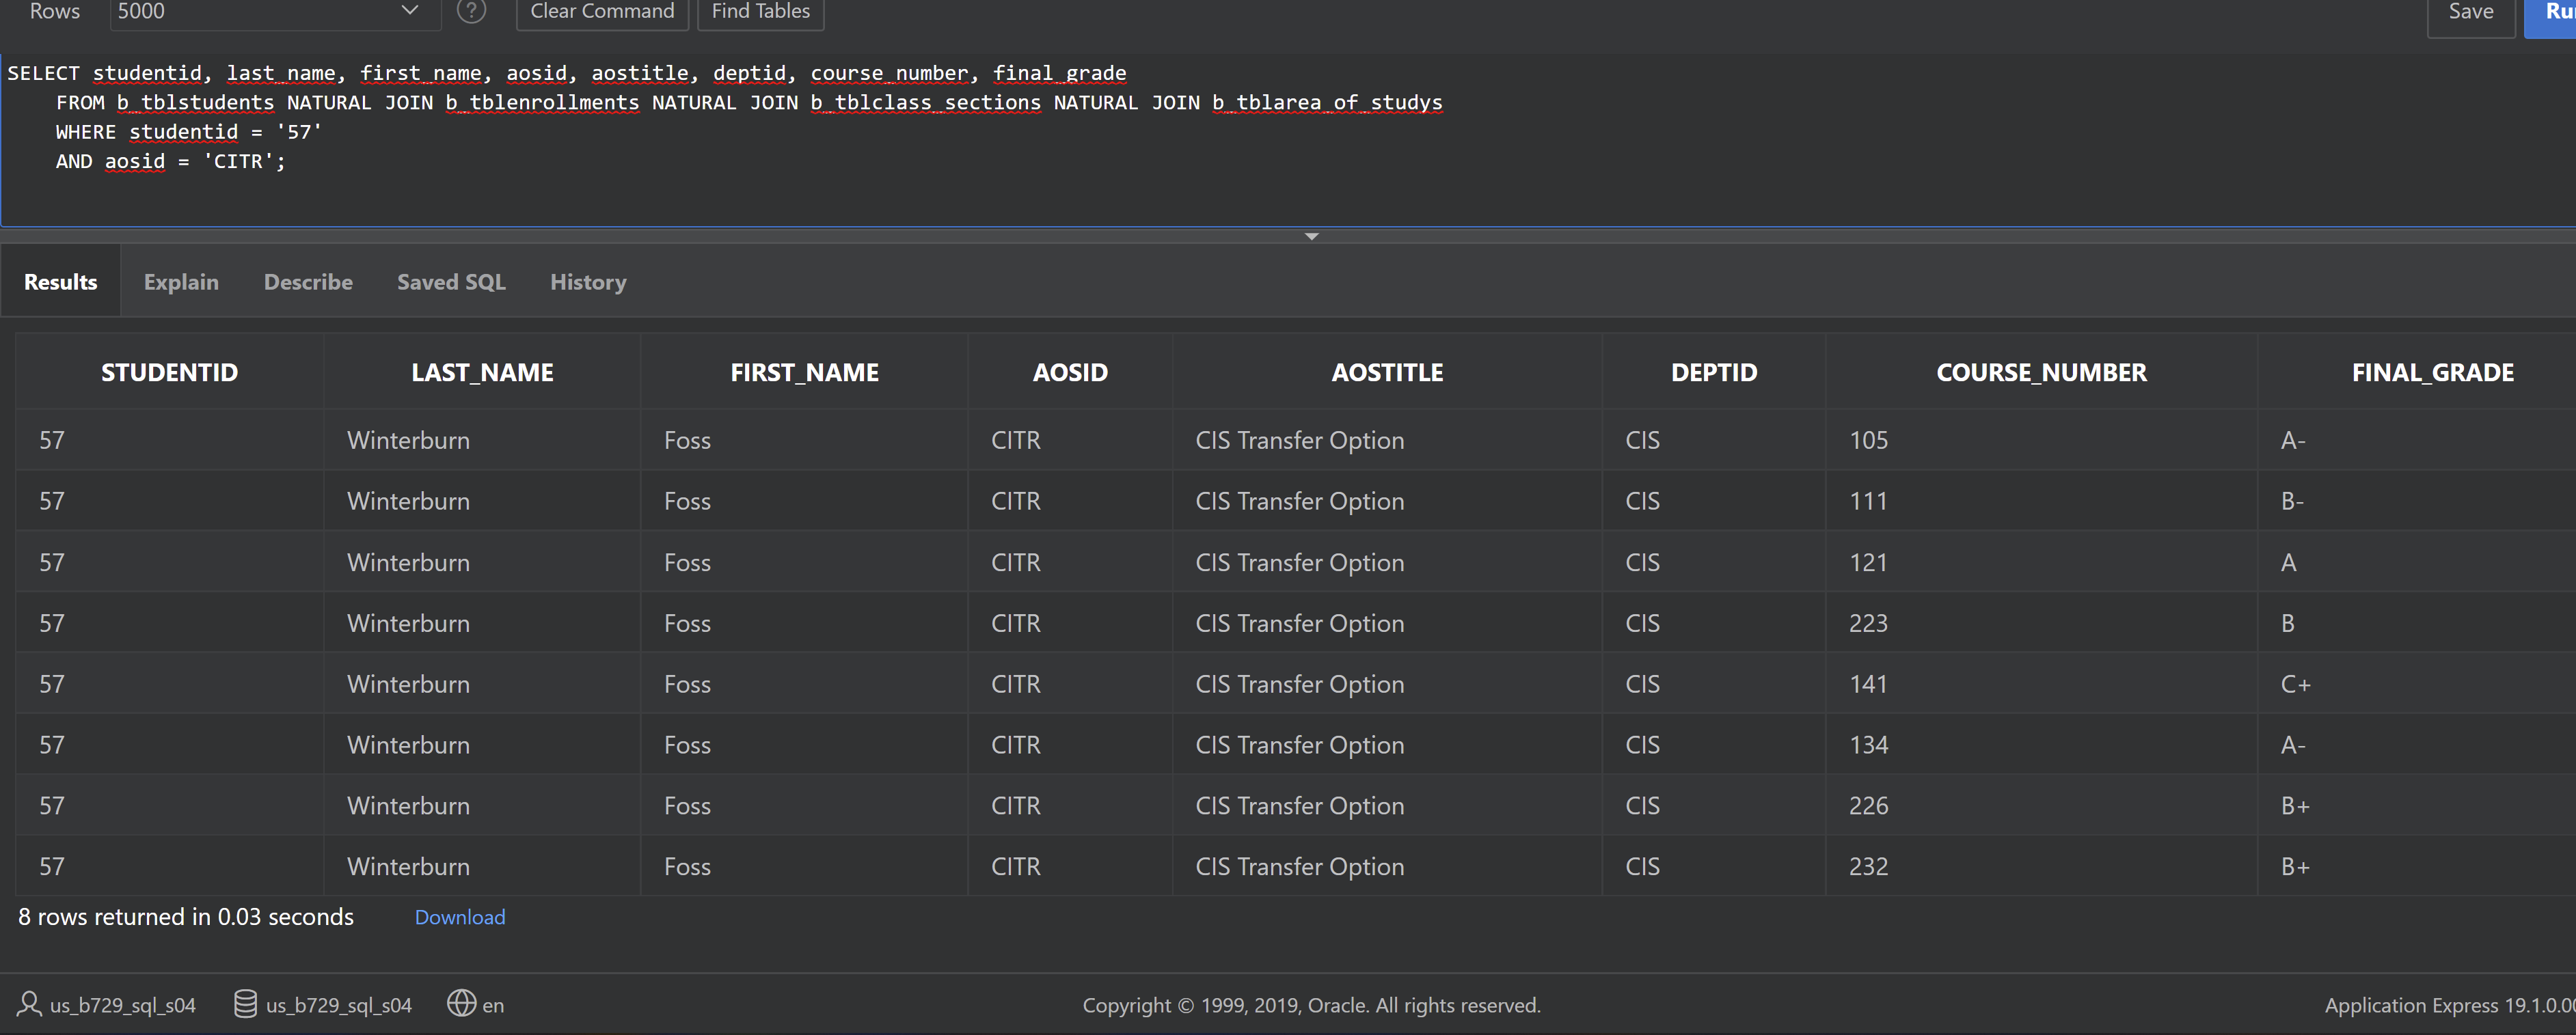 Rows 5000 ? Clear Command Find Tables Save
SELECT studentid, last_name, first_name, aosid, aostitle, deptid, course_number, final_grade
FROM b_tblstudents NATURAL JOIN b_tblenrollments NATURAL JOIN b_tblclass_sections NATURAL JOIN b_tblarea_of_studys
WHERE studentid = '57'
AND aosid = 'CITR';
Results Explain Describe Saved SQL History
STUDENTID LAST_NAME FIRST_NAME AOSID AOSTITLE DEPTID COURSE_NUMBER FINAL_GRADE
57 Winterburn Foss CITR CIS Transfer Option CIS 105 A-
57 Winterburn Foss CITR CIS Transfer Option CIS 111 B-
57 Winterburn Foss CITR CIS Transfer Option CIS 121 A
57 Winterburn Foss CITR CIS Transfer Option CIS 223 B
57 Winterburn Foss CITR CIS Transfer Option CIS 141 C+
57 Winterburn Foss CITR CIS Transfer Option CIS 134 A-
57 Winterburn Foss CITR CIS Transfer Option CIS 226 B+
57 Winterburn Foss CITR CIS Transfer Option CIS 232 B+
8 rows returned in 0.03 seconds Download
us_b729_sql_s04 us_b729_sql_s04 en Copyright © 1999, 2019, Oracle. All rights reserved. Application Express